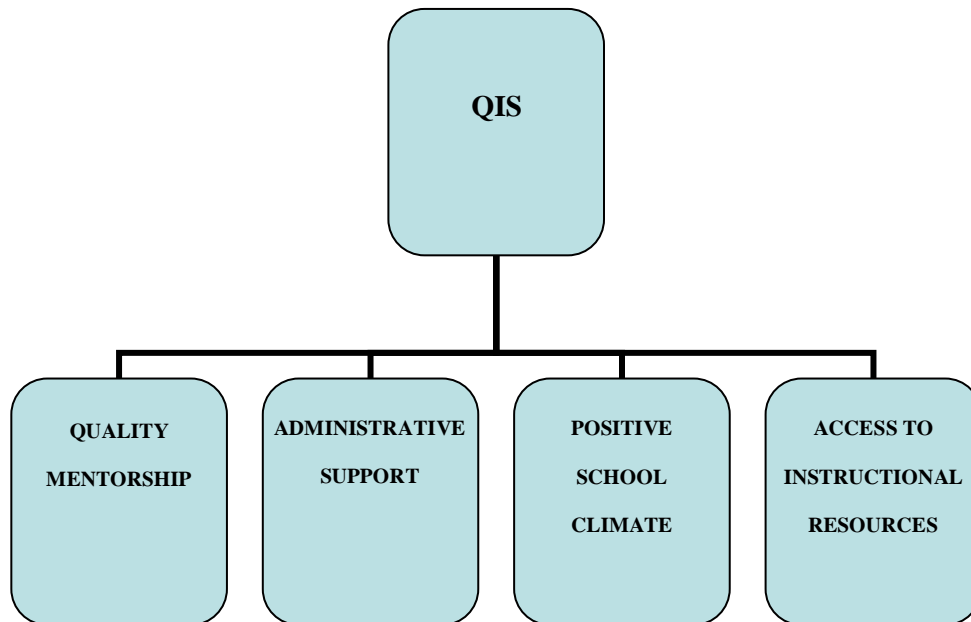 QIS
QUALITY
MENTORSHIP
ADMINISTRATIVE
SUPPORT
POSITIVE
SCHOOL
CLIMATE
ACCESS TO
INSTRUCTIONAL
RESOURCES